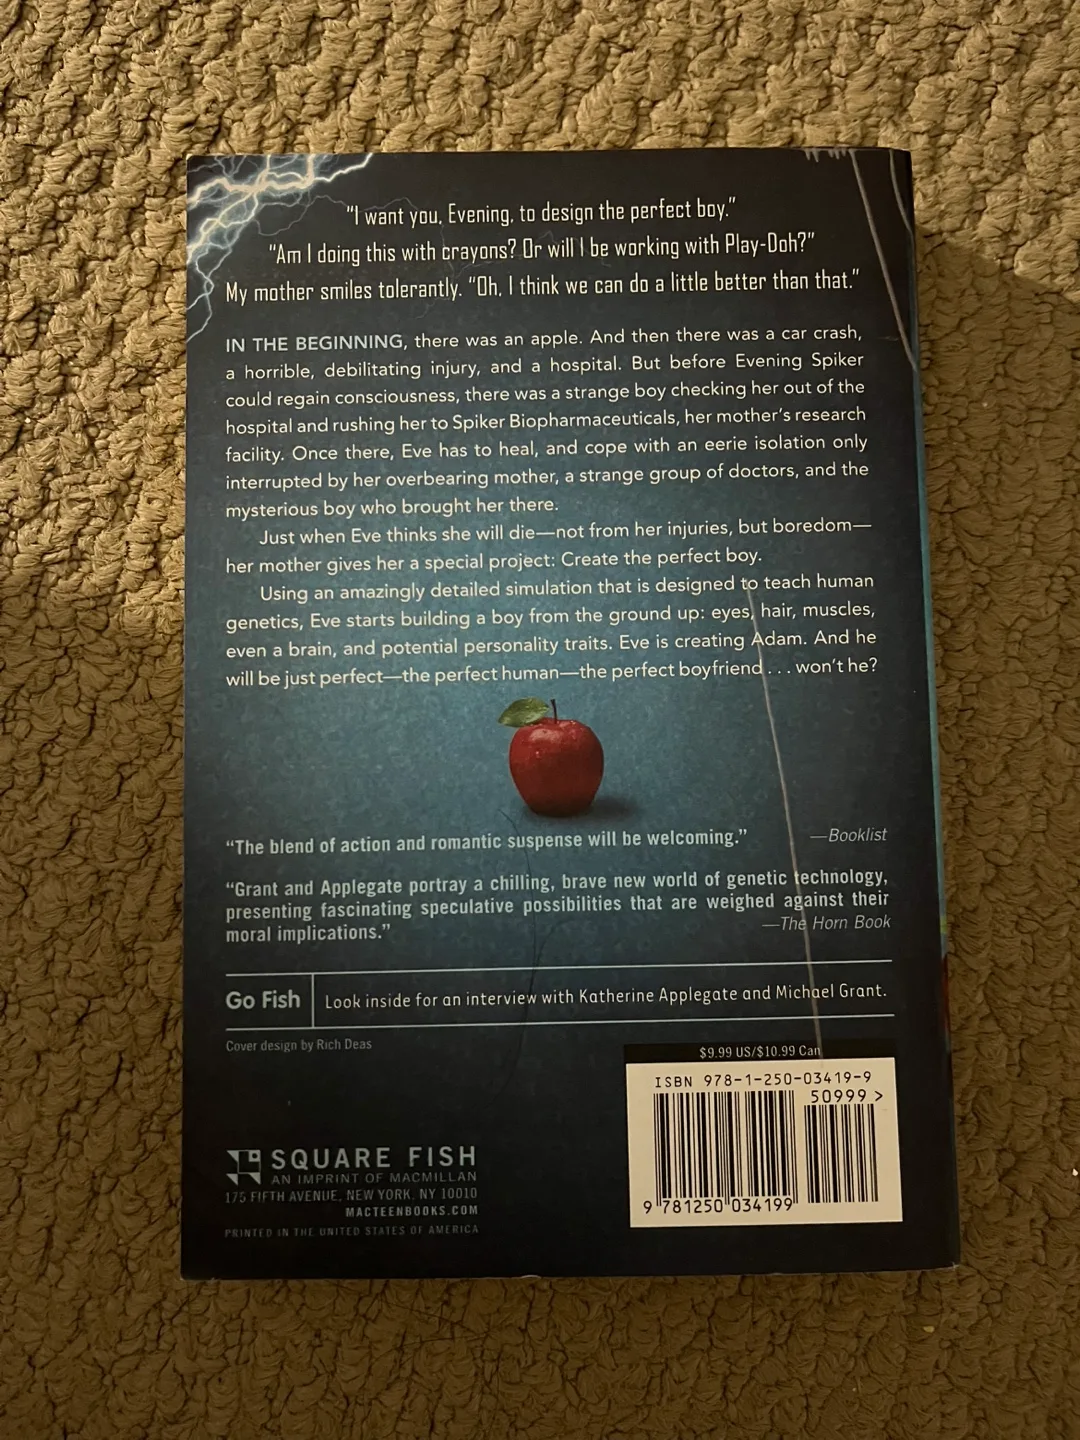 "I want you, Evening, to design the perfect boy."
"Am I doing this with crayons? Or will I be working with Play-Doh?"
My mother smiles tolerantly. "Oh, I think we can do a little better than that."
IN THE BEGINNING, there was an apple. And then there was a car crash,
a horrible, debilitating injury, and a hospital. But before Evening Spiker
could regain consciousness, there was a strange boy checking her out of the
hospital and rushing her to Spiker Biopharmaceuticals, her mother's research
facility. Once there, Eve has to heal, and cope with an eerie isolation only
interrupted by her overbearing mother, a strange group of doctors, and the
mysterious boy who brought her there.
Just when Eve thinks she will die—not from her injuries, but boredom—
her mother gives her a special project: Create the perfect boy.
Using an amazingly detailed simulation that is designed to teach human
genetics, Eve starts building a boy from the ground up: eyes, hair, muscles,
even a brain, and potential personality traits. Eve is creating Adam. And he
will be just perfect—the perfect human—the perfect boyfriend . . . won't he?
"The blend of action and romantic suspense will be welcoming." —Booklist
"Grant and Applegate portray a chilling, brave new world of genetic technology,
presenting fascinating speculative possibilities that are weighed against their
moral implications." —The Horn Book
Go Fish Look inside for an interview with Katherine Applegate and Michael Grant.
Cover design by Rich Deas
$9.99 US/$10.99 Can
ISBN 978-1-250-03419-9
50999 >
9 781250 034199
SQUARE FISH
AN IMPRINT OF MACMILLAN
175 FIFTH AVENUE, NEW YORK, NY 10010
MACTEENBOOKS.COM
PRINTED IN THE UNITED STATES OF AMERICA